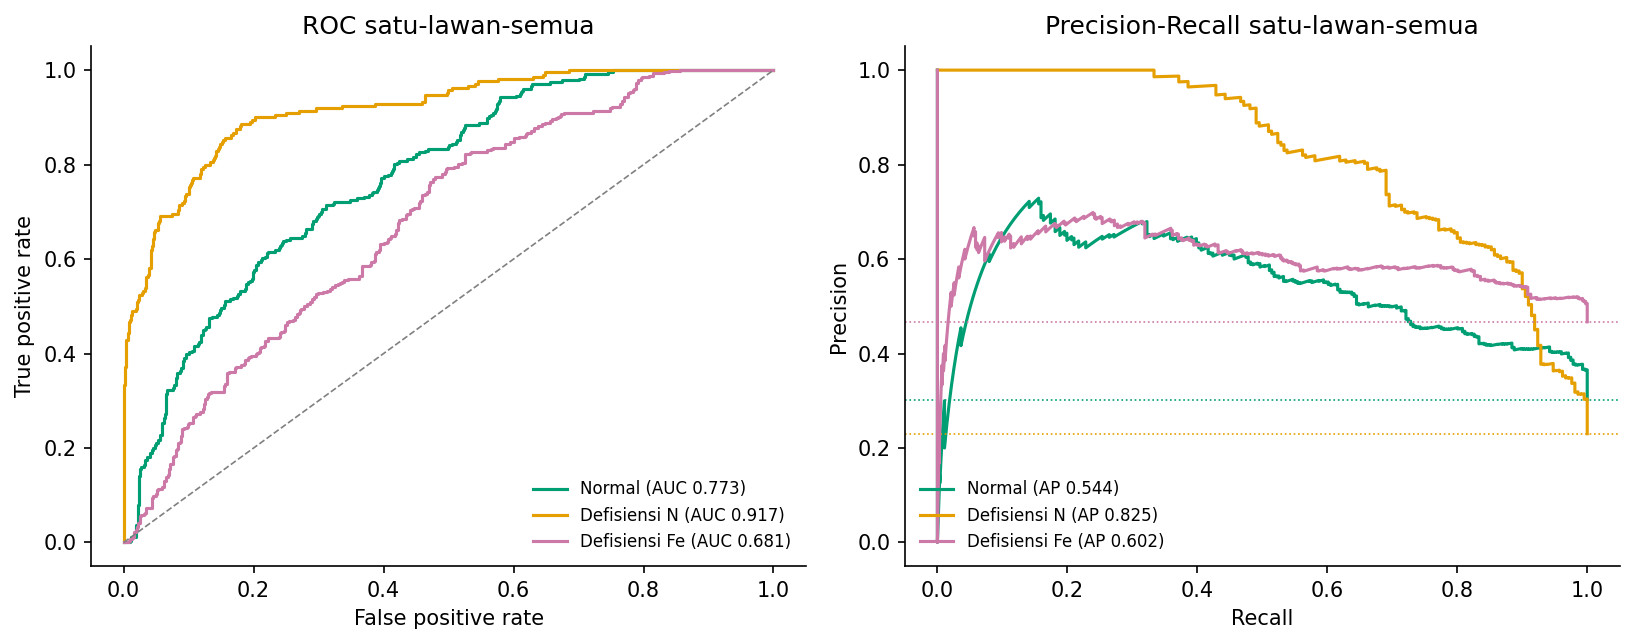 ROC satu-lawan-semua
True positive rate
1.0
0.8
0.6
0.4
0.2
0.0
Normal (AUC 0.773)
Defisiensi N (AUC 0.917)
Defisiensi Fe (AUC 0.681)
0.0 0.2 0.4 0.6 0.8 1.0
False positive rate
Precision-Recall satu-lawan-semua
Precision
1.0
0.8
0.6
0.4
0.2
0.0
Normal (AP 0.544)
Defisiensi N (AP 0.825)
Defisiensi Fe (AP 0.602)
0.0 0.2 0.4 0.6 0.8 1.0
Recall